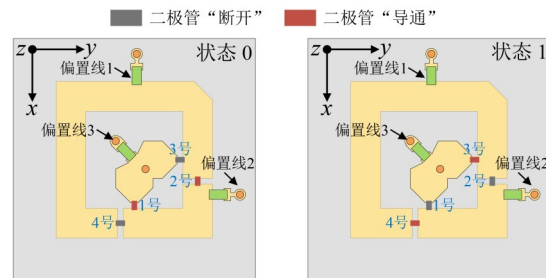 二极管“断开” 二极管“导通”
z y 状态 0
x
偏置线1
偏置线3
3号
偏置线2
2号
1号
4号
z y 状态 1
x
偏置线1
偏置线3
3号
偏置线2
2号
1号
4号